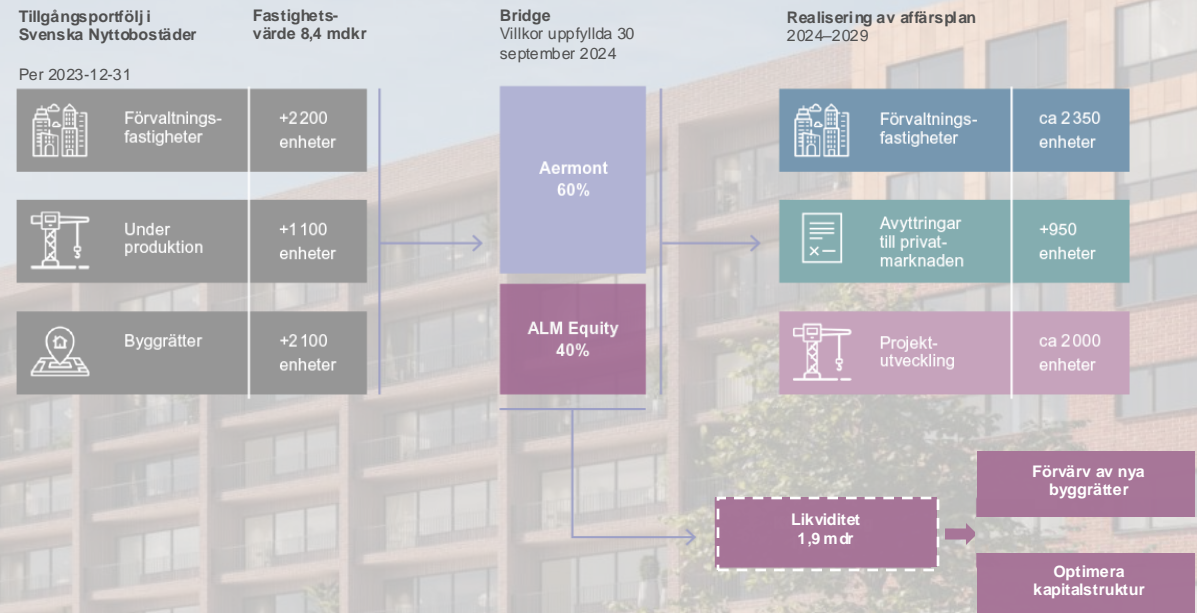 Tillgångsportfölj i
Svenska Nyttobostäder
Per 2023-12-31
Fastighets-
värde 8,4 mdkr
Förvaltnings-
fastigheter
+2 200
enheter
Under
produktion
+1 100
enheter
Byggrätter
+2 100
enheter
Bridge
Villkor uppfyllda 30
september 2024
Aermont
60%
ALM Equity
40%
Realisering av affärsplan
2024–2029
Förvaltnings-
fastigheter
ca 2 350
enheter
Avyttringar
till privat-
marknaden
+950
enheter
Projekt-
utveckling
ca 2 000
enheter
Likviditet
1,9 mdr
Förvärv av nya
byggrätter
Optimera
kapitalstruktur